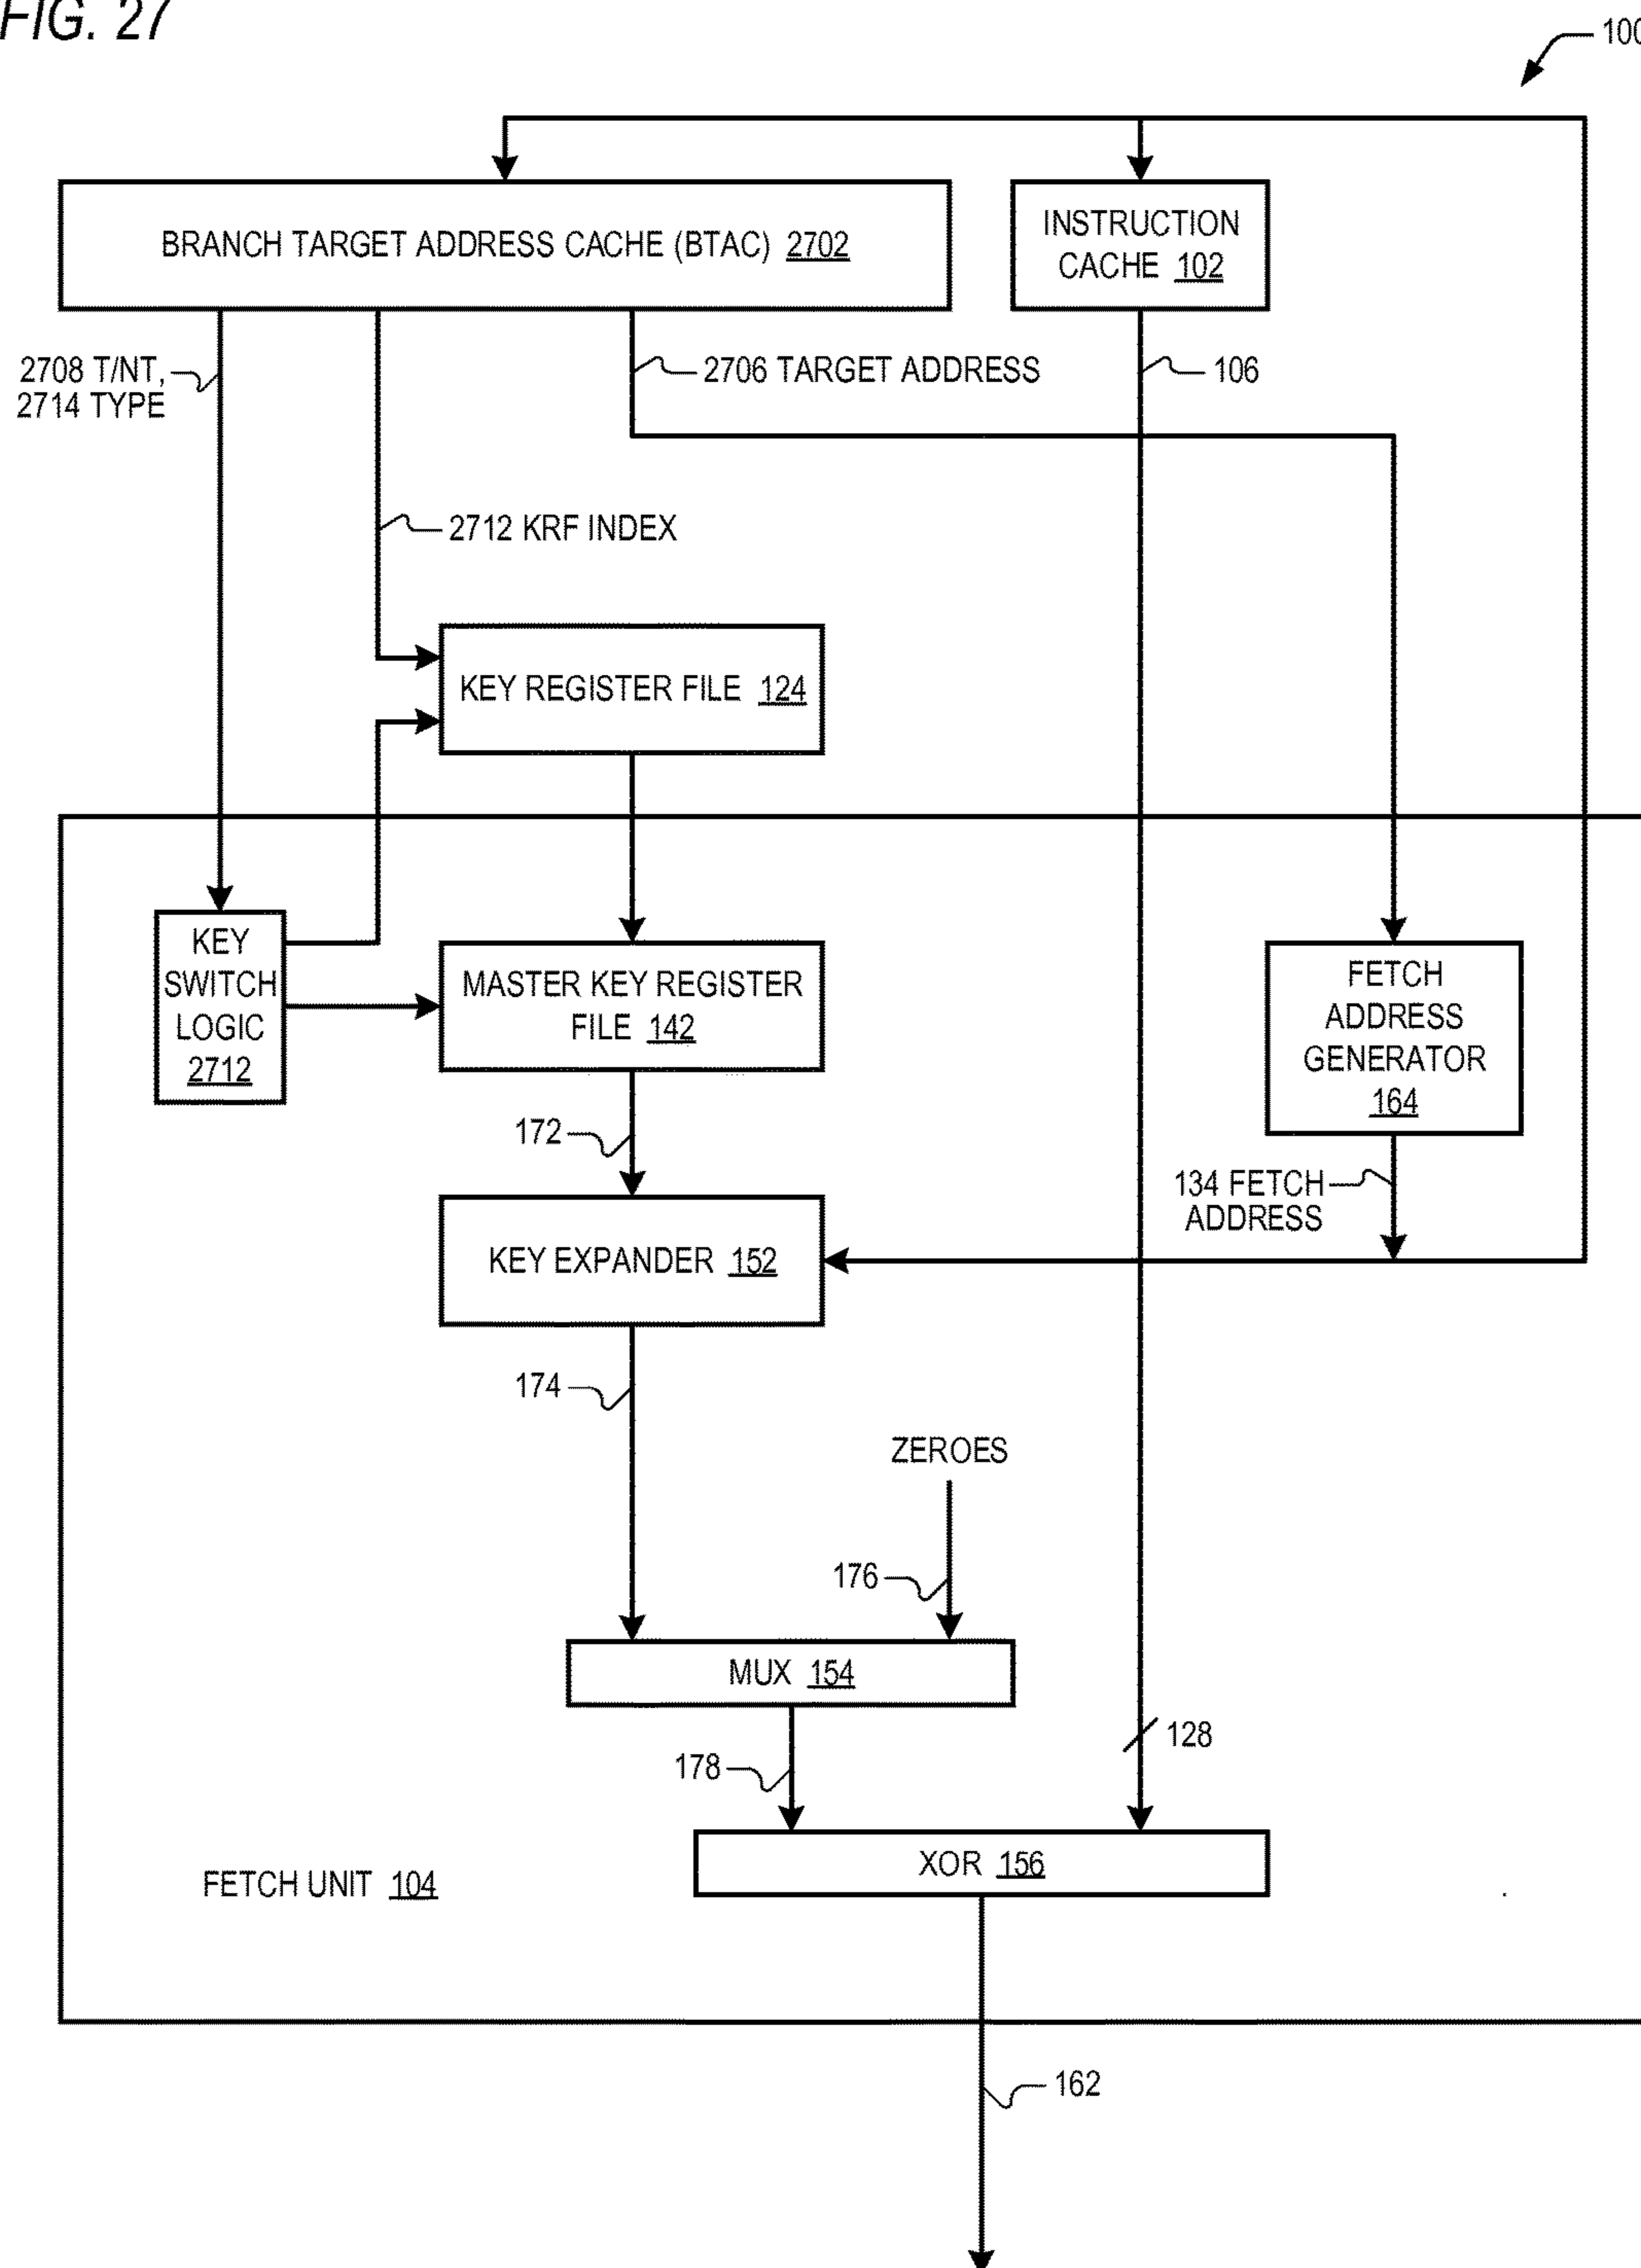 FIG. 27
100
BRANCH TARGET ADDRESS CACHE (BTAC) 2702
INSTRUCTION
CACHE 102
2708 T/NT,
2714 TYPE
2706 TARGET ADDRESS
106
2712 KRF INDEX
KEY REGISTER FILE 124
KEY
SWITCH
LOGIC
2712
MASTER KEY REGISTER
FILE 142
FETCH
ADDRESS
GENERATOR
164
172
134 FETCH
ADDRESS
KEY EXPANDER 152
174
ZEROES
176
MUX 154
128
178
XOR 156
FETCH UNIT 104
162